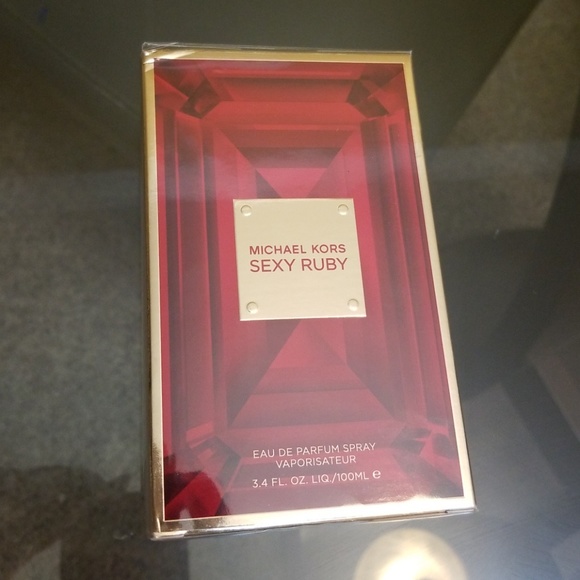 MICHAEL KORS
SEXY RUBY
EAU DE PARFUM SPRAY
VAPORISATEUR
3.4 FL. OZ. LIQ./100ML ℮